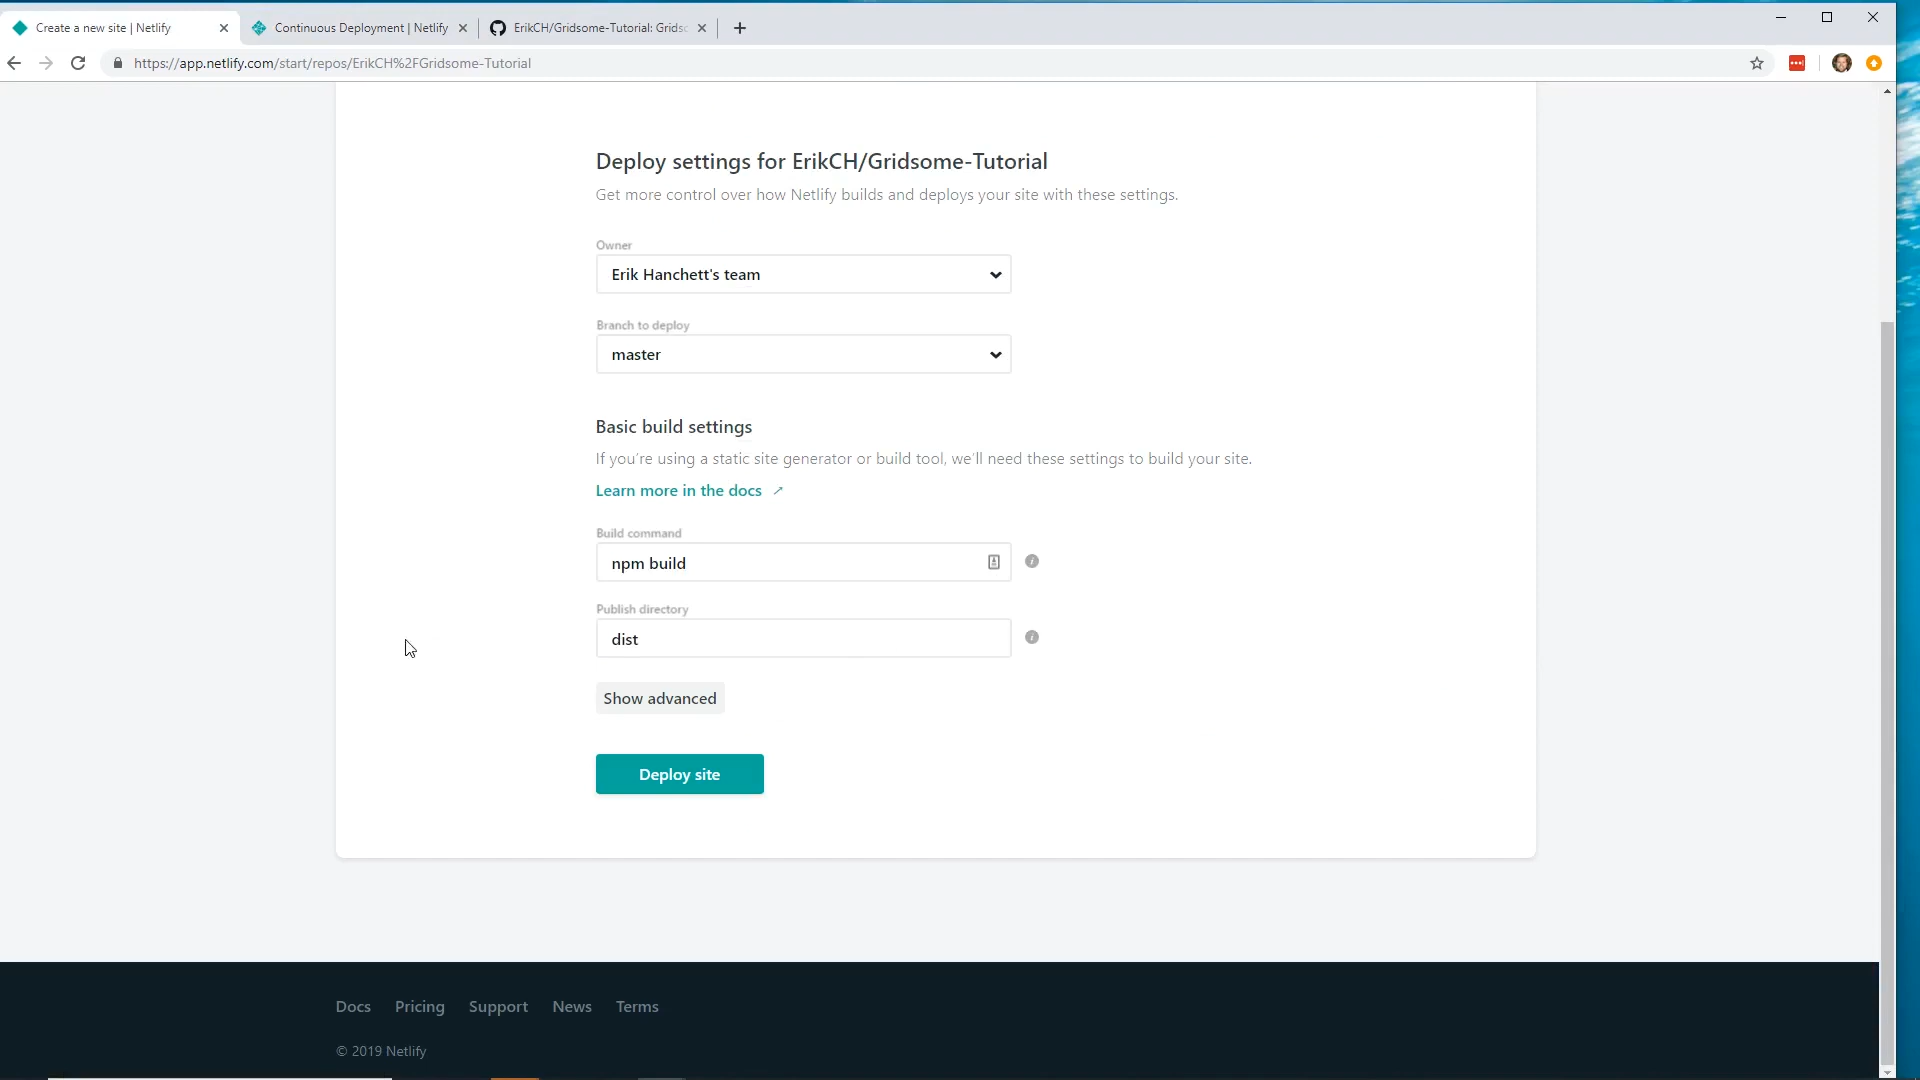 Create a new site | Netlify
Continuous Deployment | Netlify
ErikCH/Gridsome-Tutorial: Grids
https://app.netlify.com/start/repos/ErikCH%2FGridsome-Tutorial
Deploy settings for ErikCH/Gridsome-Tutorial
Get more control over how Netlify builds and deploys your site with these settings.
Owner
Erik Hanchett's team
Branch to deploy
master
Basic build settings
If you're using a static site generator or build tool, we'll need these settings to build your site.
Learn more in the docs
Build command
npm build
Publish directory
dist
Show advanced
Deploy site
Docs Pricing Support News Terms
© 2019 Netlify